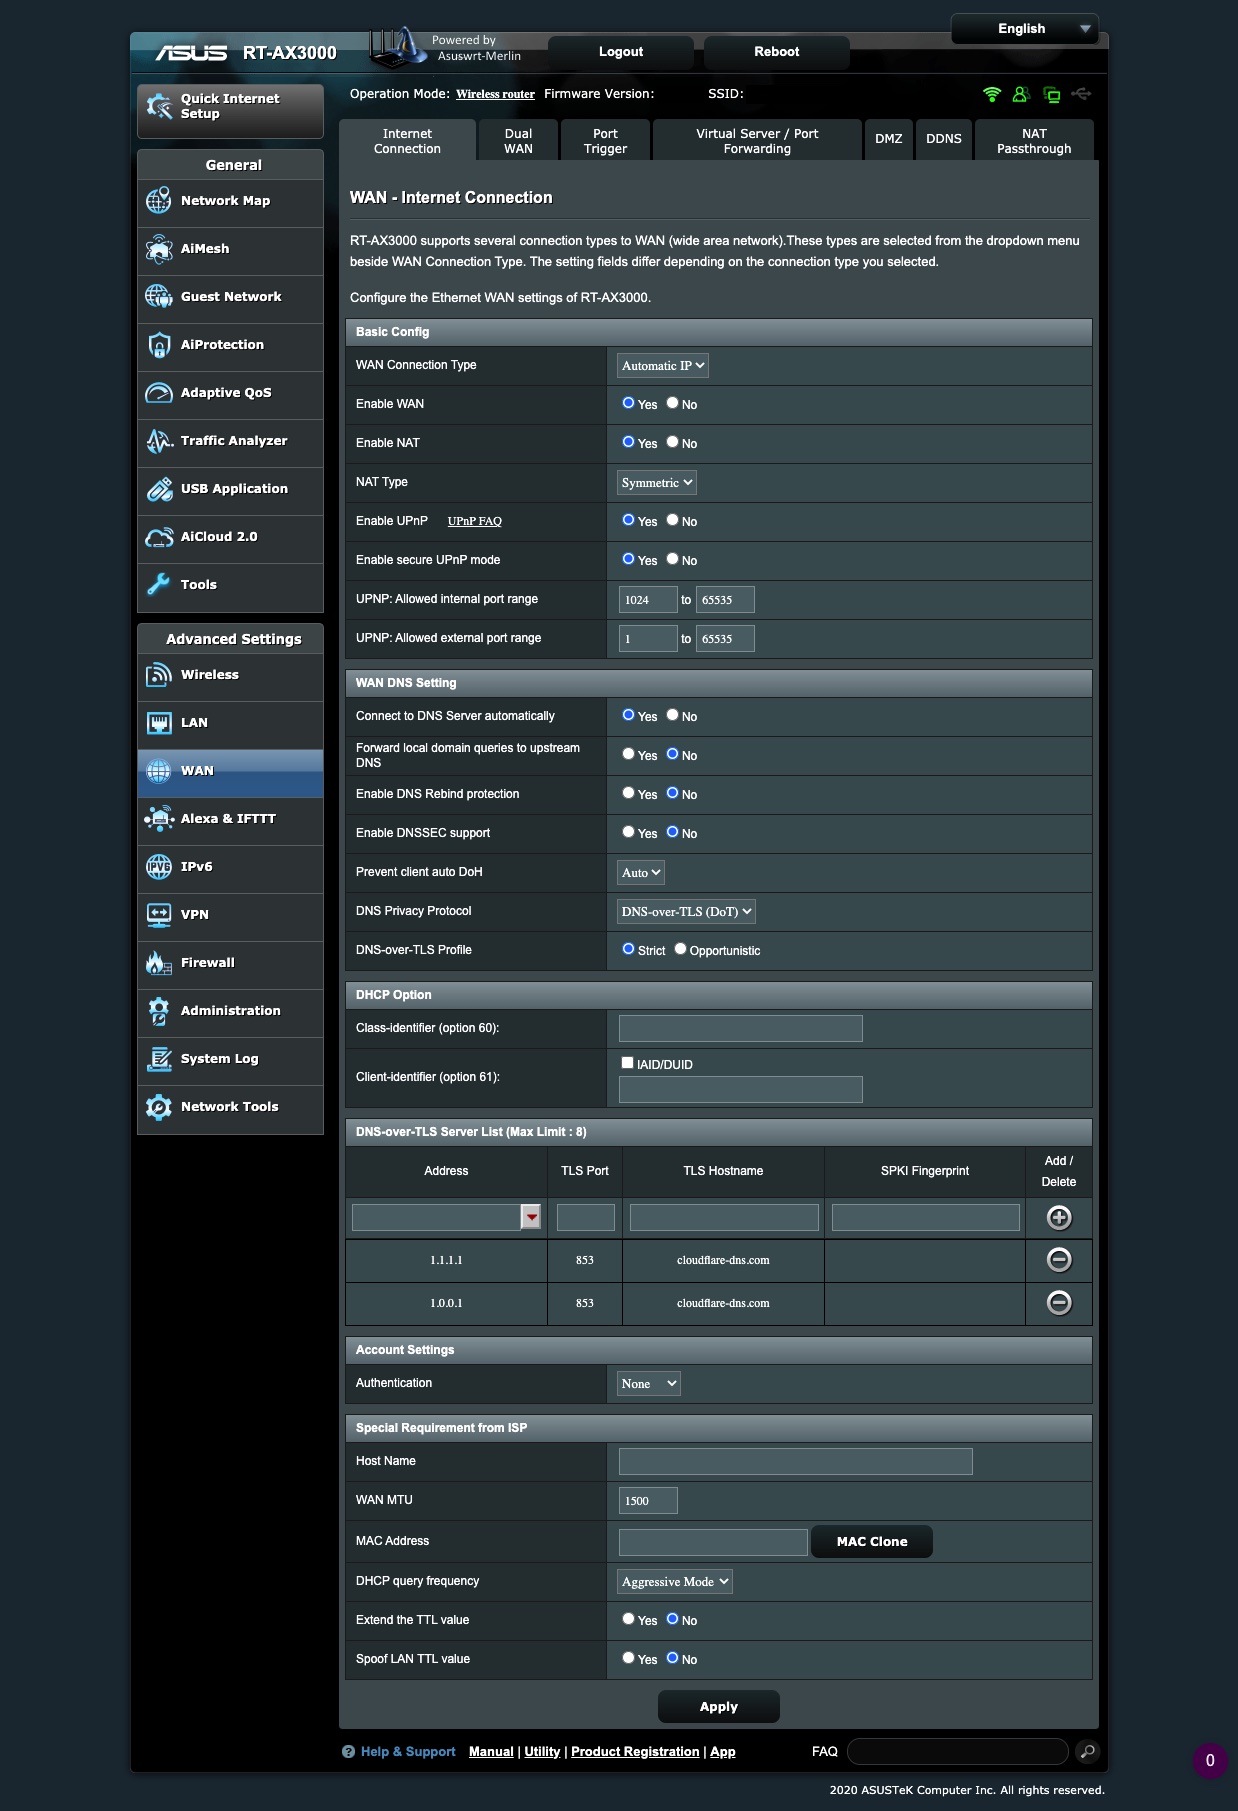 English
ASUS RT-AX3000
Powered by
Asuswrt-Merlin
Logout
Reboot
Quick Internet
Setup
Operation Mode: Wireless router Firmware Version: SSID:
Internet
Connection
Dual
WAN
Port
Trigger
Virtual Server / Port
Forwarding
DMZ
DDNS
NAT
Passthrough
General
Network Map
AiMesh
Guest Network
AiProtection
Adaptive QoS
Traffic Analyzer
USB Application
AiCloud 2.0
Tools
Advanced Settings
Wireless
LAN
WAN
Alexa & IFTTT
IPv6
VPN
Firewall
Administration
System Log
Network Tools
WAN - Internet Connection
RT-AX3000 supports several connection types to WAN (wide area network).These types are selected from the dropdown menu
beside WAN Connection Type. The setting fields differ depending on the connection type you selected.
Configure the Ethernet WAN settings of RT-AX3000.
Basic Config
WAN Connection Type Automatic IP
Enable WAN Yes No
Enable NAT Yes No
NAT Type Symmetric
Enable UPnP UPnP FAQ Yes No
Enable secure UPnP mode Yes No
UPNP: Allowed internal port range 1024 to 65535
UPNP: Allowed external port range 1 to 65535
WAN DNS Setting
Connect to DNS Server automatically Yes No
Forward local domain queries to upstream
DNS Yes No
Enable DNS Rebind protection Yes No
Enable DNSSEC support Yes No
Prevent client auto DoH Auto
DNS Privacy Protocol DNS-over-TLS (DoT)
DNS-over-TLS Profile Strict Opportunistic
DHCP Option
Class-identifier (option 60):
Client-identifier (option 61): IAID/DUID
DNS-over-TLS Server List (Max Limit : 8)
Address TLS Port TLS Hostname SPKI Fingerprint Add /
Delete
1.1.1.1 853 cloudflare-dns.com
1.0.0.1 853 cloudflare-dns.com
Account Settings
Authentication None
Special Requirement from ISP
Host Name
WAN MTU 1500
MAC Address MAC Clone
DHCP query frequency Aggressive Mode
Extend the TTL value Yes No
Spoof LAN TTL value Yes No
Apply
? Help & Support Manual | Utility | Product Registration | App FAQ
0
2020 ASUSTeK Computer Inc. All rights reserved.